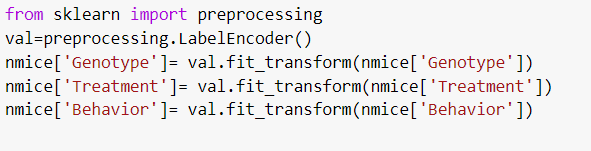 from sklearn import preprocessing
val=preprocessing.LabelEncoder()
nmice['Genotype']= val.fit_transform(nmice['Genotype'])
nmice['Treatment']= val.fit_transform(nmice['Treatment'])
nmice['Behavior']= val.fit_transform(nmice['Behavior'])